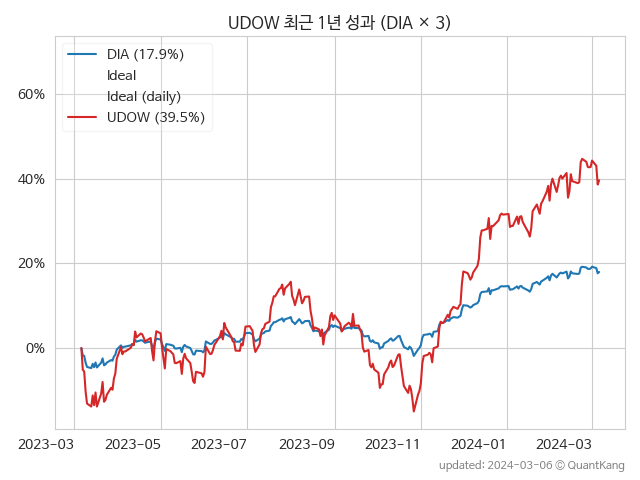 UDOW 최근 1년 성과 (DIA × 3)
DIA (17.9%)
Ideal
Ideal (daily)
UDOW (39.5%)
60%
40%
20%
0%
2023-03 2023-05 2023-07 2023-09 2023-11 2024-01 2024-03
updated: 2024-03-06 © QuantKang